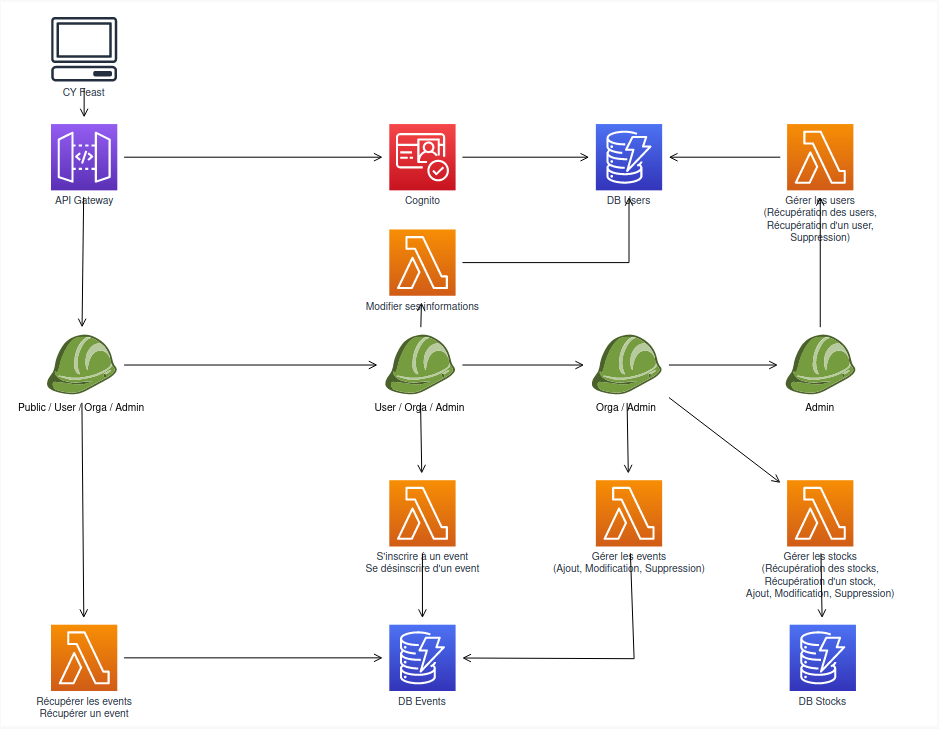 CY Feast
API Gateway
Cognito
DB Users
Gérer les users
(Récupération des users,
Récupération d'un user,
Suppression)
Modifier ses informations
Public / User / Orga / Admin
User / Orga / Admin
Orga / Admin
Admin
S'inscrire à un event
Se désinscrire d'un event
Gérer les events
(Ajout, Modification, Suppression)
Gérer les stocks
(Récupération des stocks,
Récupération d'un stock,
Ajout, Modification, Suppression)
Récupérer les events
Récupérer un event
DB Events
DB Stocks